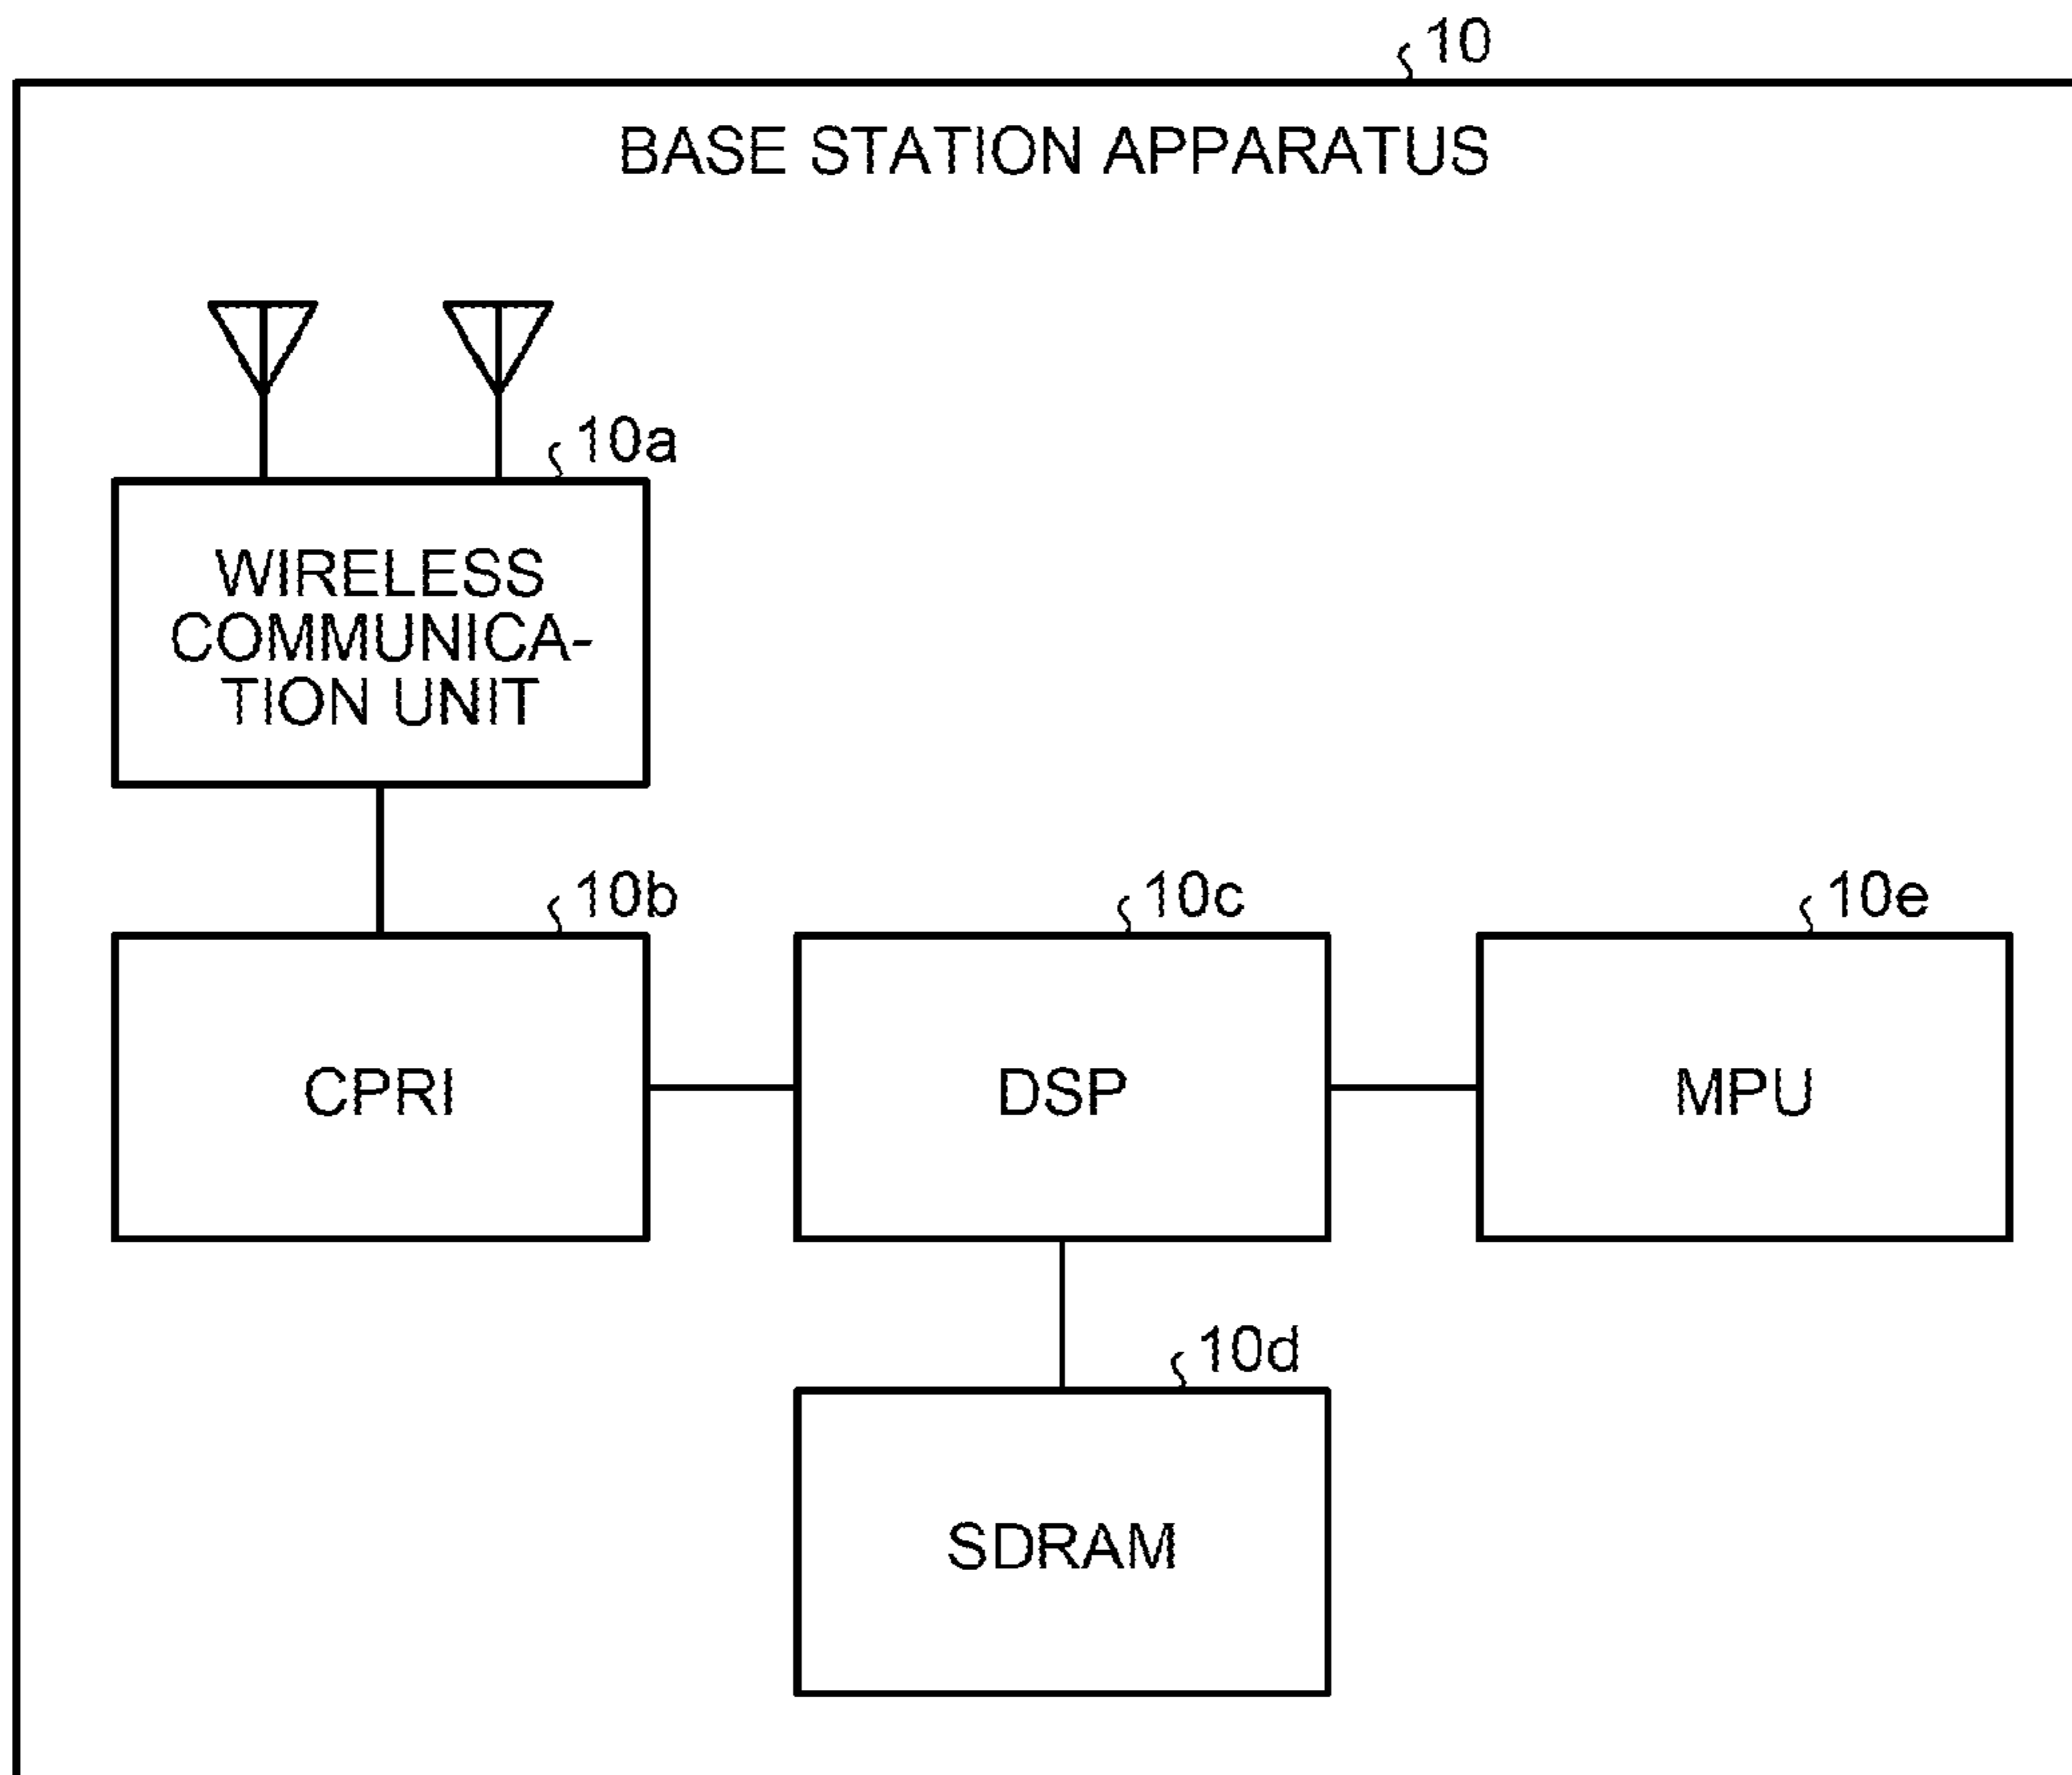 10
BASE STATION APPARATUS
10a
WIRELESS
COMMUNICA-
TION UNIT
10b
10c
10e
CPRI
DSP
MPU
10d
SDRAM